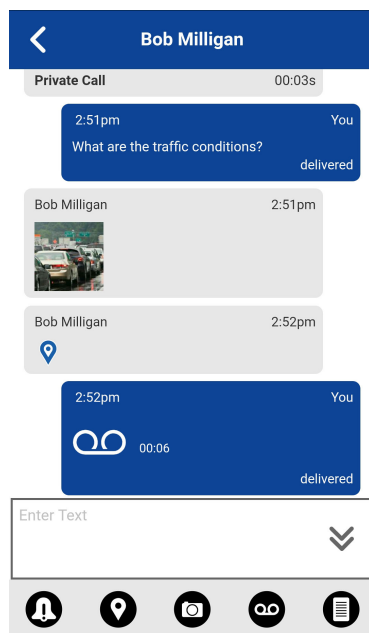 Bob Milligan
Private Call 00:03s
2:51pm You
What are the traffic conditions?
delivered
Bob Milligan 2:51pm
Bob Milligan 2:52pm
2:52pm You
00:06
delivered
Enter Text